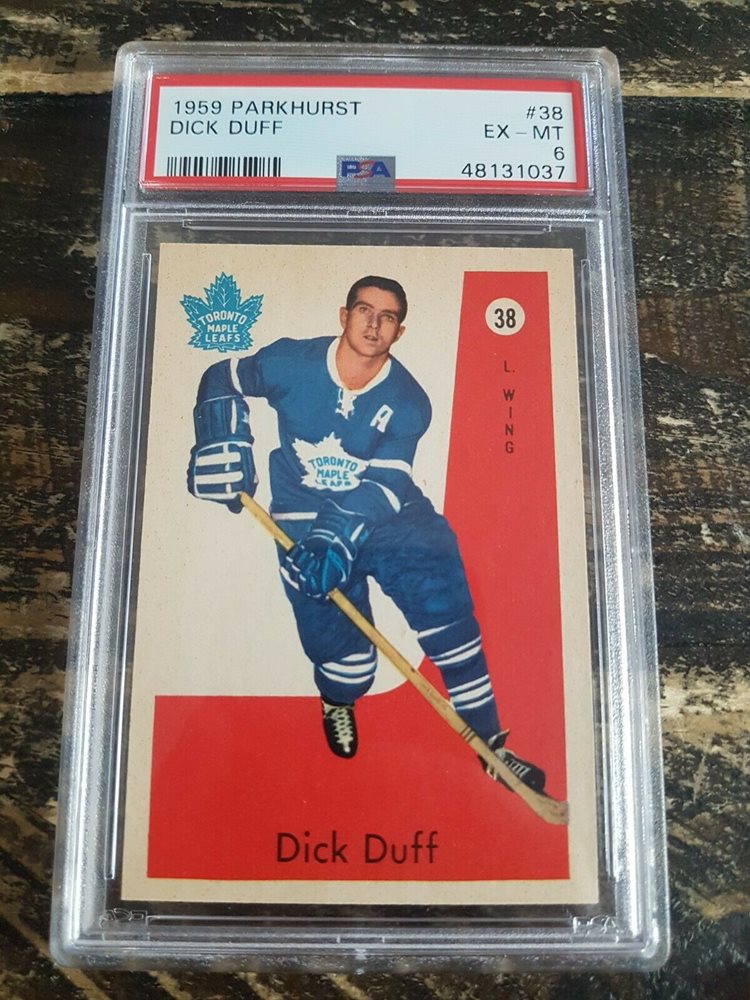 1959 PARKHURST
DICK DUFF
#38
EX - MT
6
48131037
PSA
TORONTO
MAPLE
LEAFS
38
L. WING
A
TORONTO
MAPLE
LEAFS
Dick Duff